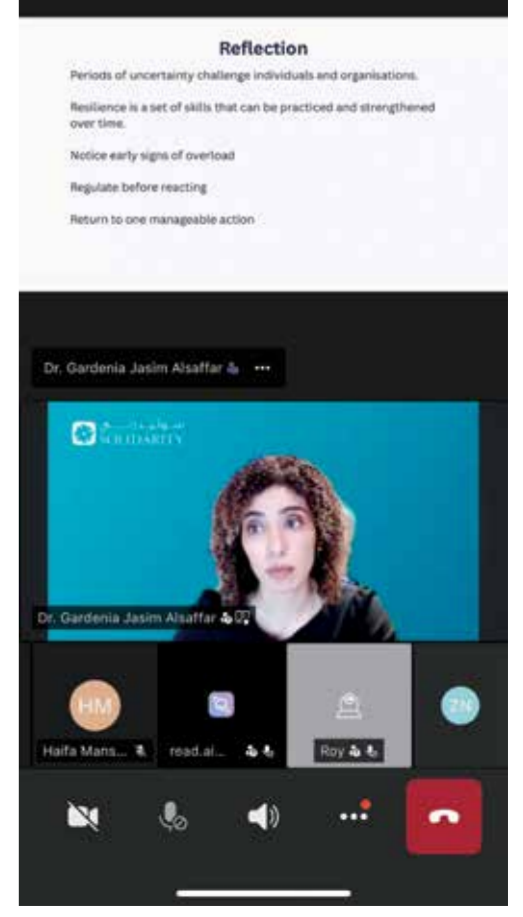 Reflection
Periods of uncertainty challenge individuals and organisations.
Resilience is a set of skills that can be practiced and strengthened
over time.
Notice early signs of overload
Regulate before reacting
Return to one manageable action
Dr. Gardenia Jasim Alsaffar
SOLIDARITY
Dr. Gardenia Jasim Alsaffar
HM
ZN
Haifa Mans...
read.ai...
Roy